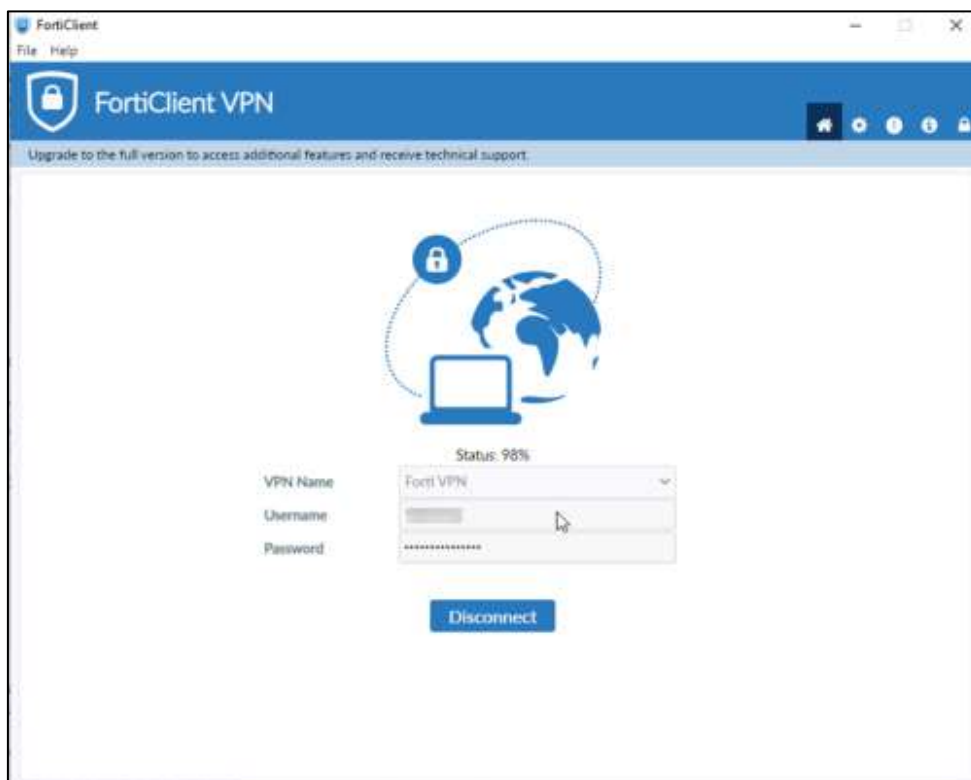 FortiClient
File Help
FortiClient VPN
Upgrade to the full version to access additional features and receive technical support.
Status: 98%
VPN Name Forti VPN
Username
Password •••••••••••••••
Disconnect